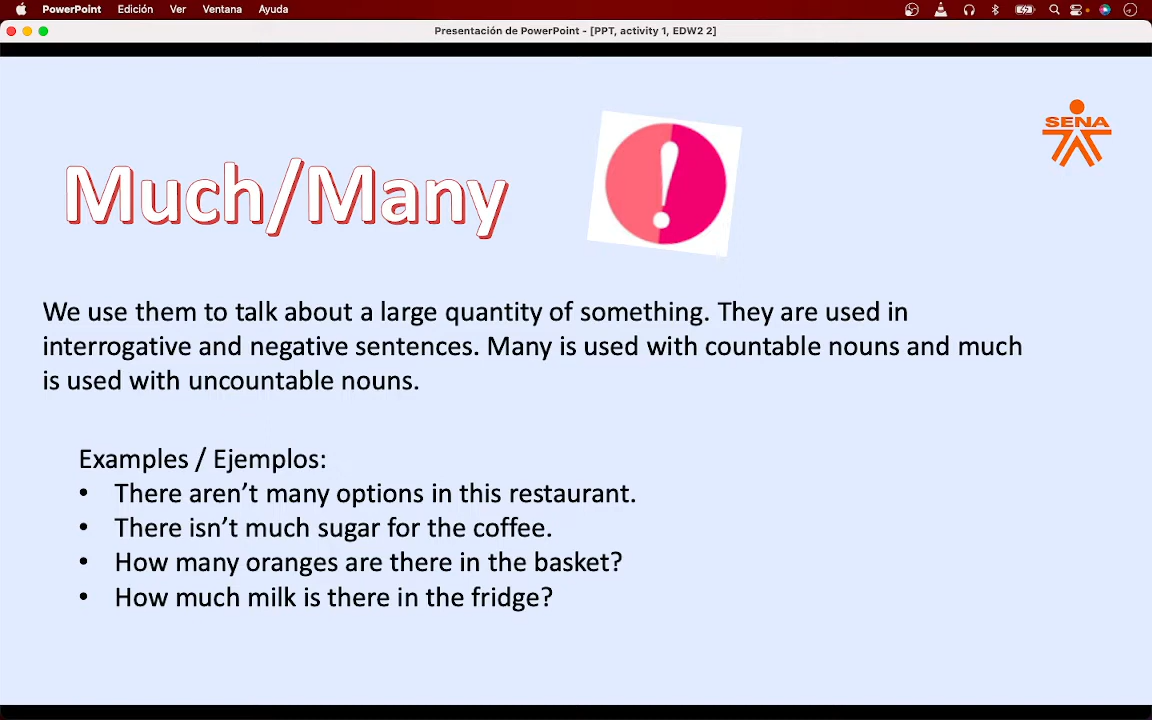 PowerPoint Edición Ver Ventana Ayuda
Presentación de PowerPoint - [PPT, activity 1, EDW2 2]
SENA
Much/Many
!
We use them to talk about a large quantity of something. They are used in
interrogative and negative sentences. Many is used with countable nouns and much
is used with uncountable nouns.
Examples / Ejemplos:
• There aren’t many options in this restaurant.
• There isn’t much sugar for the coffee.
• How many oranges are there in the basket?
• How much milk is there in the fridge?